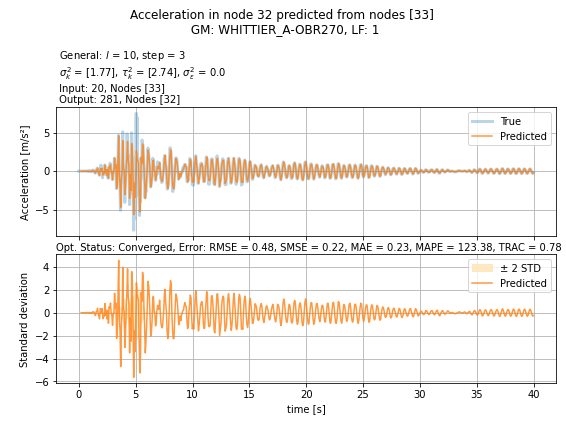 Acceleration in node 32 predicted from nodes [33]
GM: WHITTIER_A-OBR270, LF: 1
General: l = 10, step = 3
σ²ₖ = [1.77], τ²ₖ = [2.74], σ²ε = 0.0
Input: 20, Nodes [33]
Output: 281, Nodes [32]
Acceleration [m/s²]
5
0
−5
True
Predicted
Opt. Status: Converged, Error: RMSE = 0.48, SMSE = 0.22, MAE = 0.23, MAPE = 123.38, TRAC = 0.78
Standard deviation
4
2
0
−2
−4
−6
± 2 STD
Predicted
0 5 10 15 20 25 30 35 40
time [s]